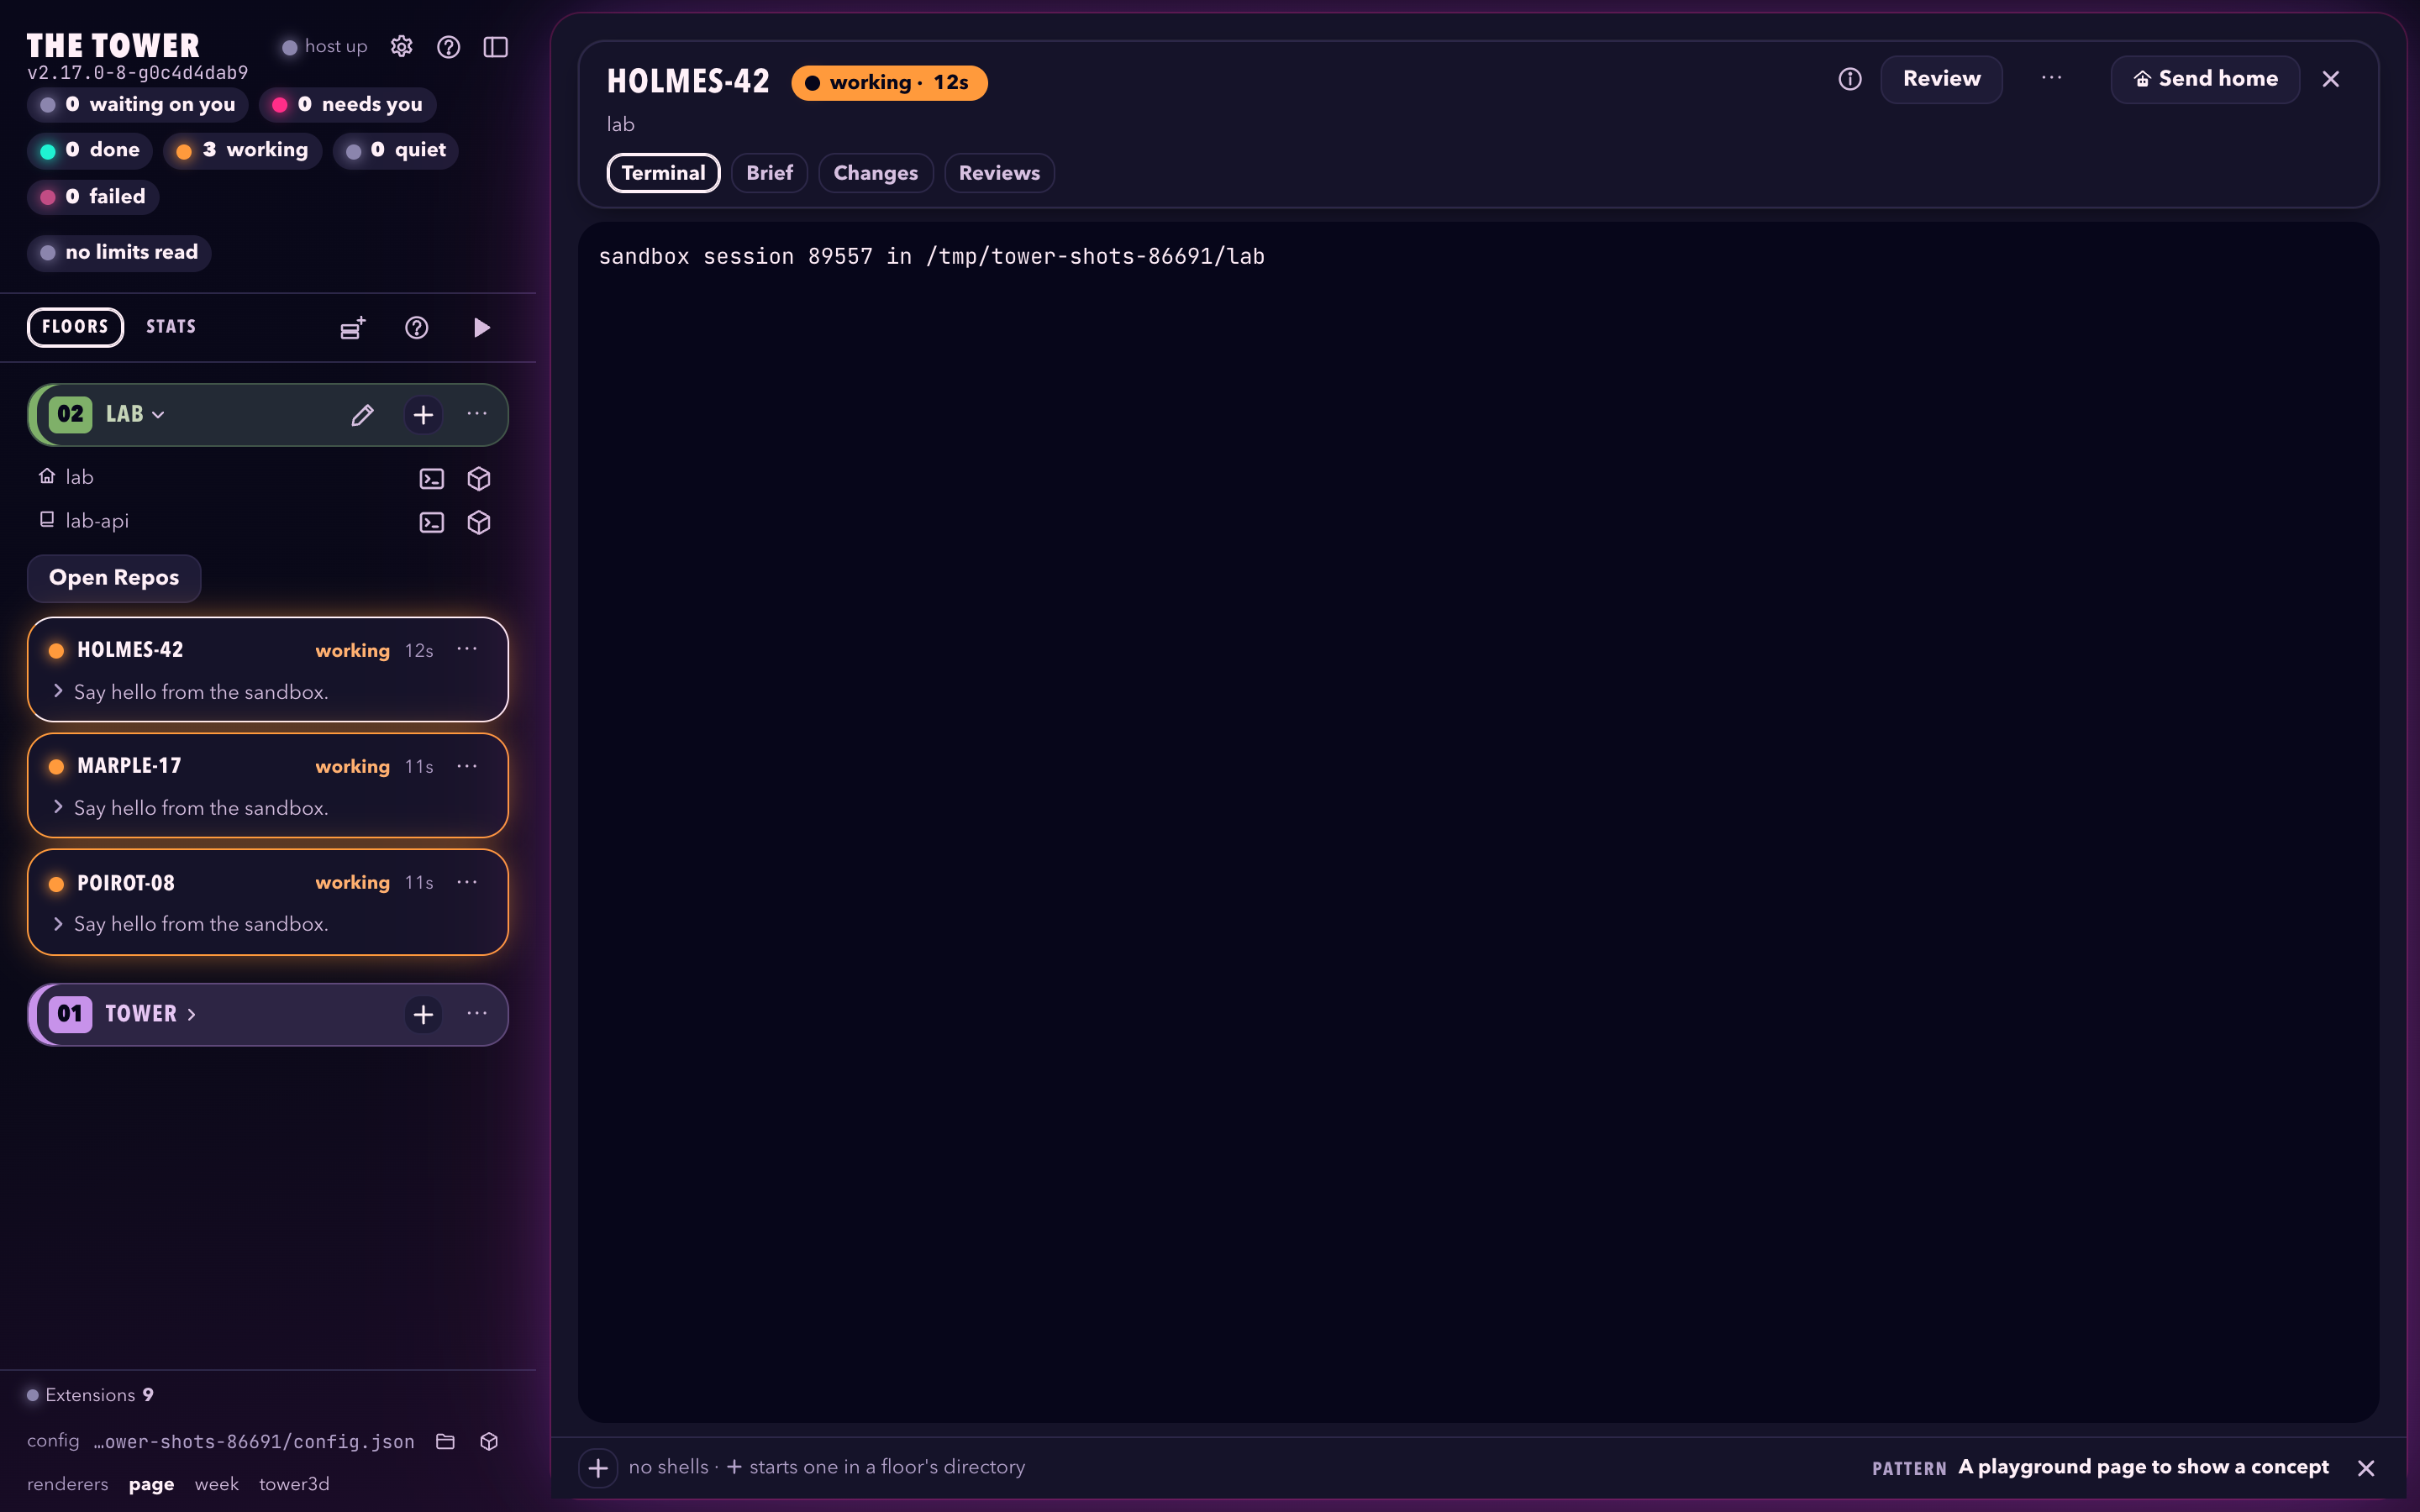 THE TOWER
host up
v2.17.0-8-g0c4d4dab9
0 waiting on you
0 needs you
0 done
3 working
0 quiet
0 failed
no limits read
FLOORS
STATS
02 LAB
lab
lab-api
Open Repos
HOLMES-42 working 12s ...
Say hello from the sandbox.
MARPLE-17 working 11s ...
Say hello from the sandbox.
POIROT-08 working 11s ...
Say hello from the sandbox.
01 TOWER
Extensions 9
config …ower-shots-86691/config.json
renderers page week tower3d
HOLMES-42 working · 12s
Review ... Send home
lab
Terminal Brief Changes Reviews
sandbox session 89557 in /tmp/tower-shots-86691/lab
no shells · + starts one in a floor's directory
PATTERN A playground page to show a concept